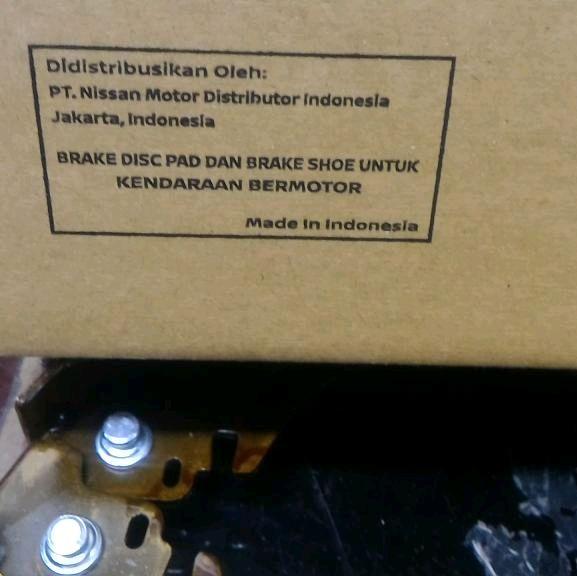 Didistribusikan Oleh:
PT. Nissan Motor Distributor Indonesia
Jakarta, Indonesia
BRAKE DISC PAD DAN BRAKE SHOE UNTUK
KENDARAAN BERMOTOR
Made In Indonesia